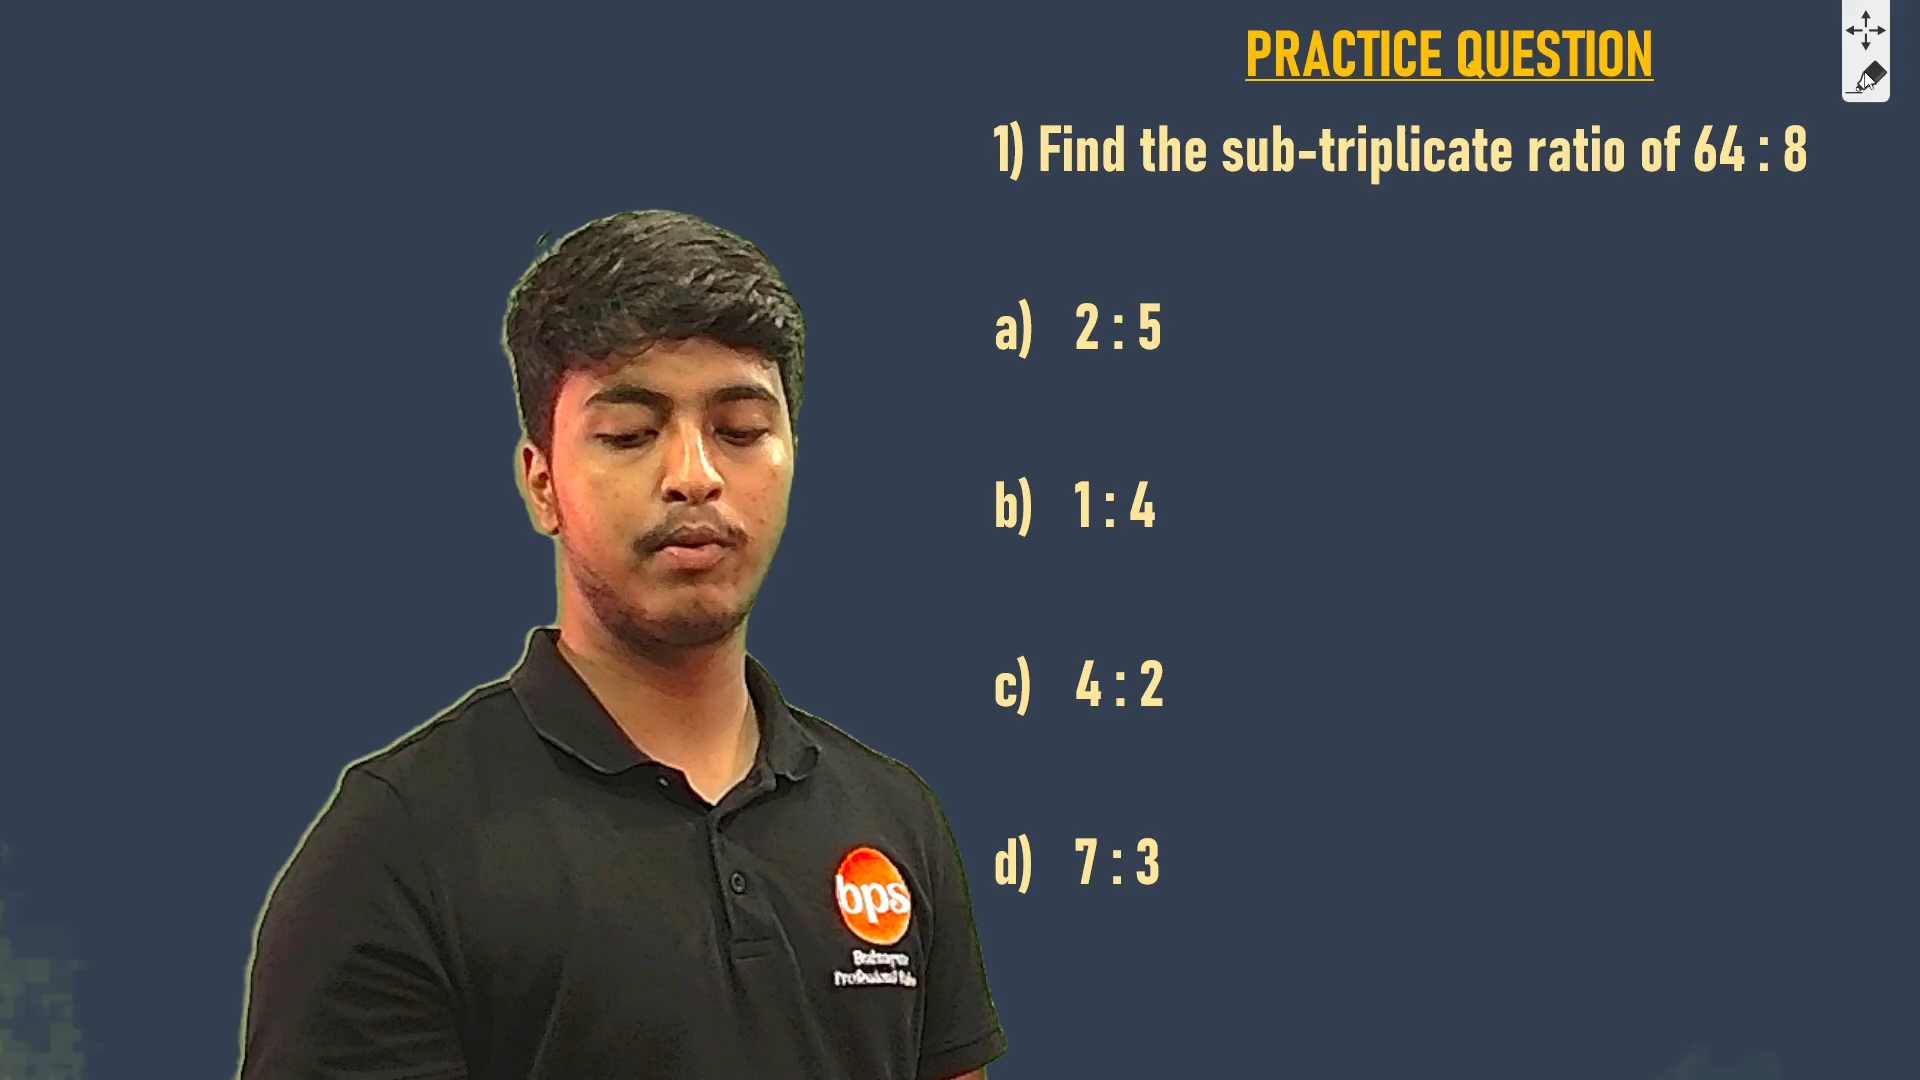 PRACTICE QUESTION
1) Find the sub-triplicate ratio of 64 : 8
a) 2 : 5
b) 1 : 4
c) 4 : 2
d) 7 : 3
bps